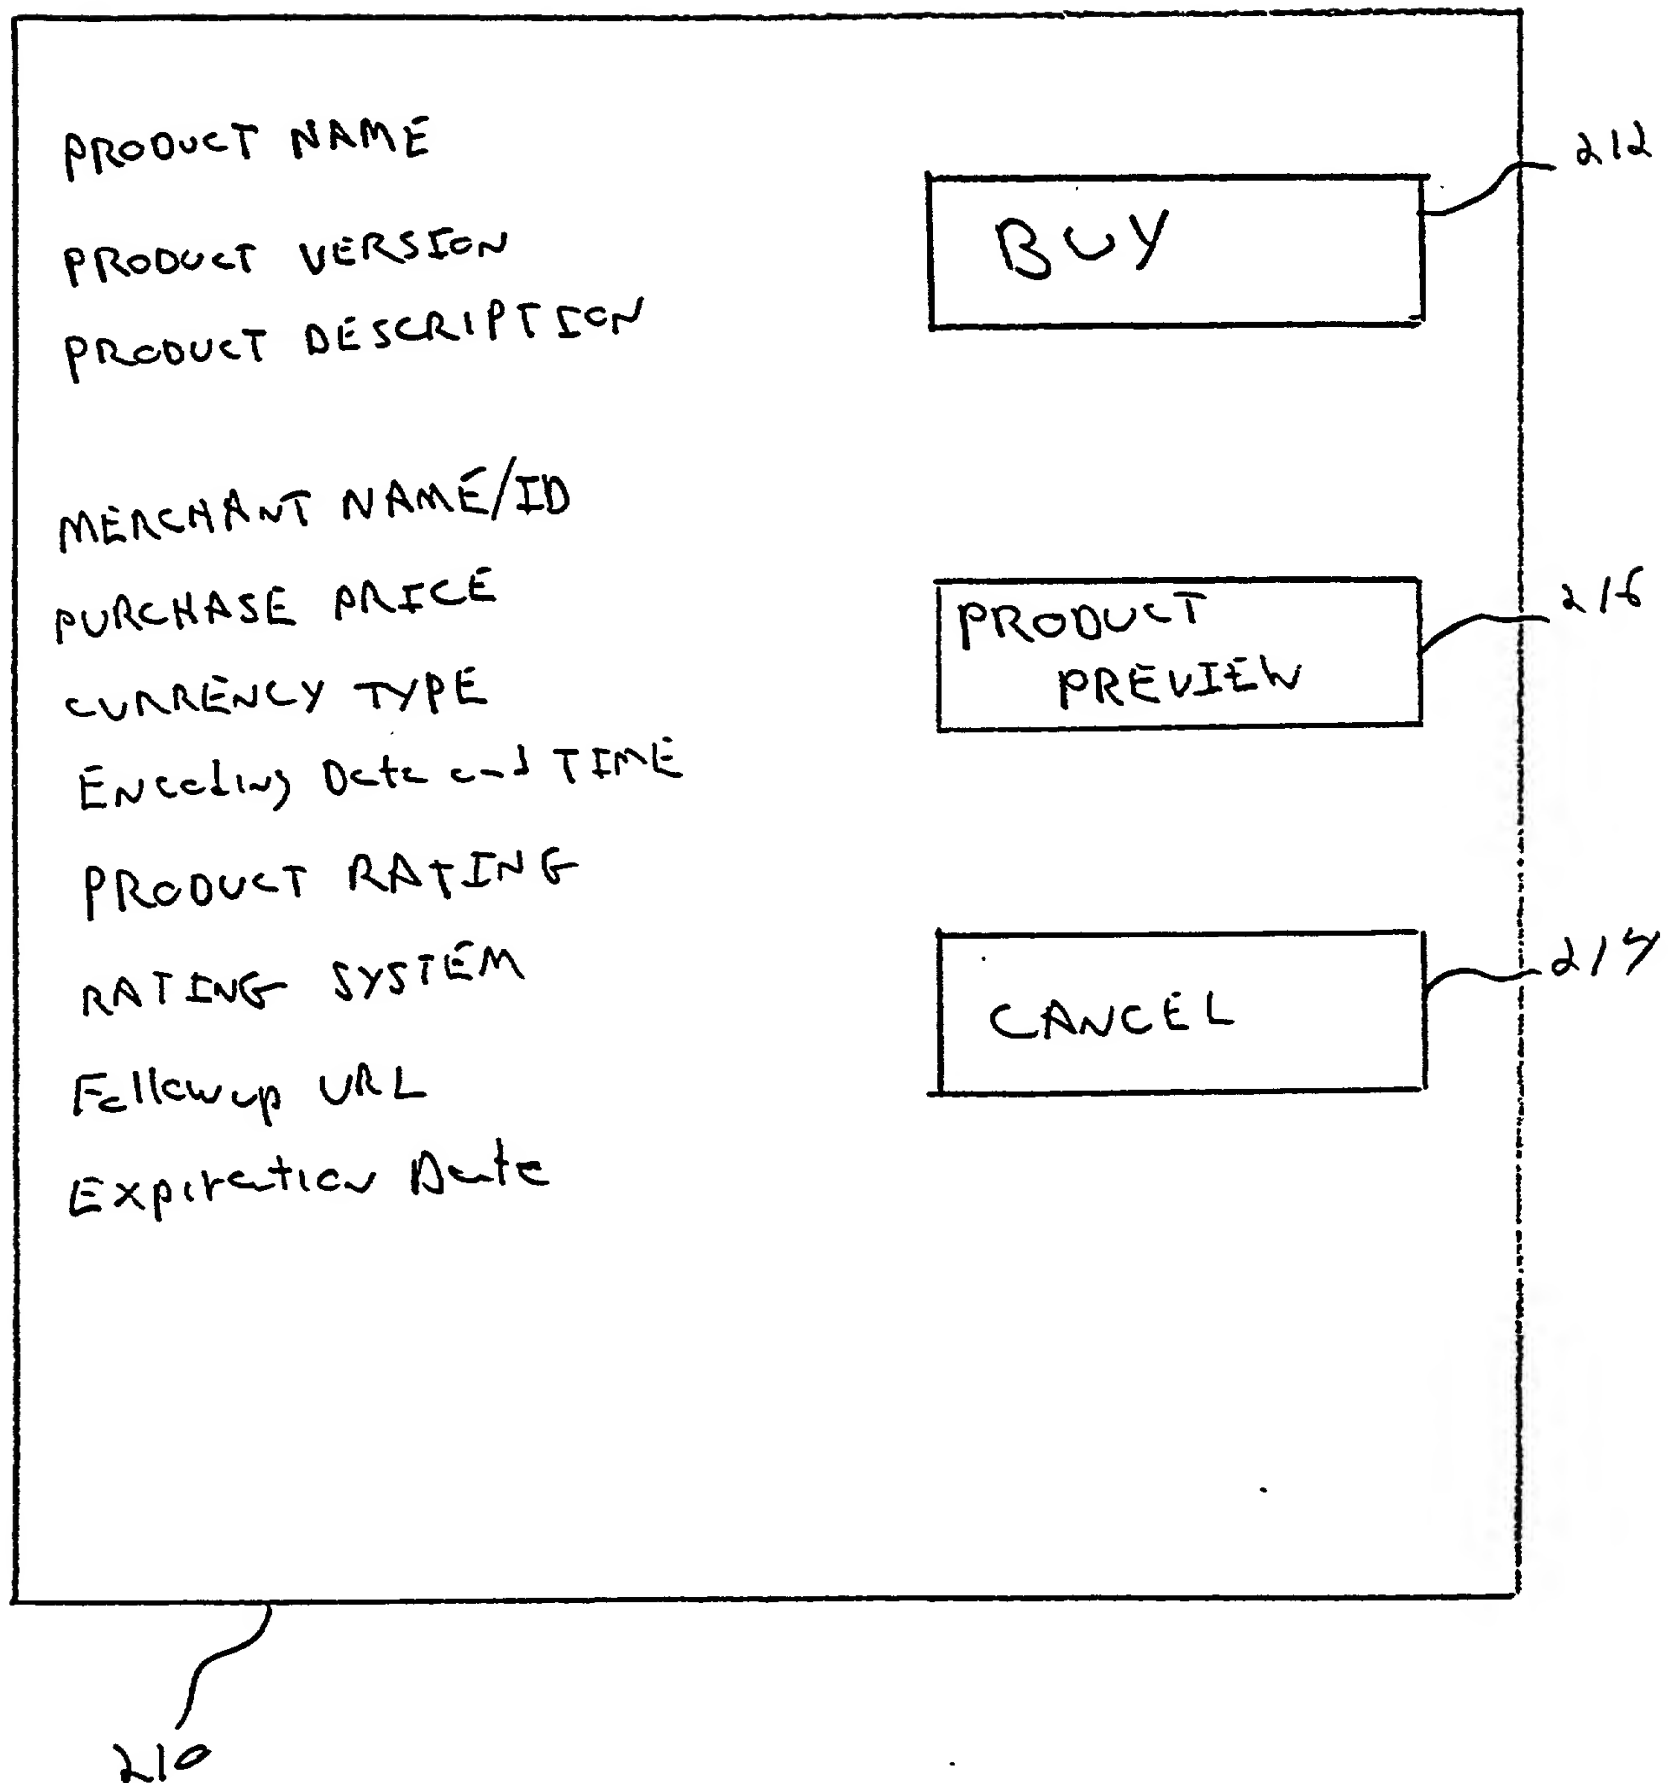 PRODUCT NAME
PRODUCT VERSION
PRODUCT DESCRIPTION
MERCHANT NAME/ID
PURCHASE PRICE
CURRENCY TYPE
Encoding Date and TIME
PRODUCT RATING
RATING SYSTEM
Followup URL
Expiration Date
BUY
212
PRODUCT
PREVIEW
216
CANCEL
214
210